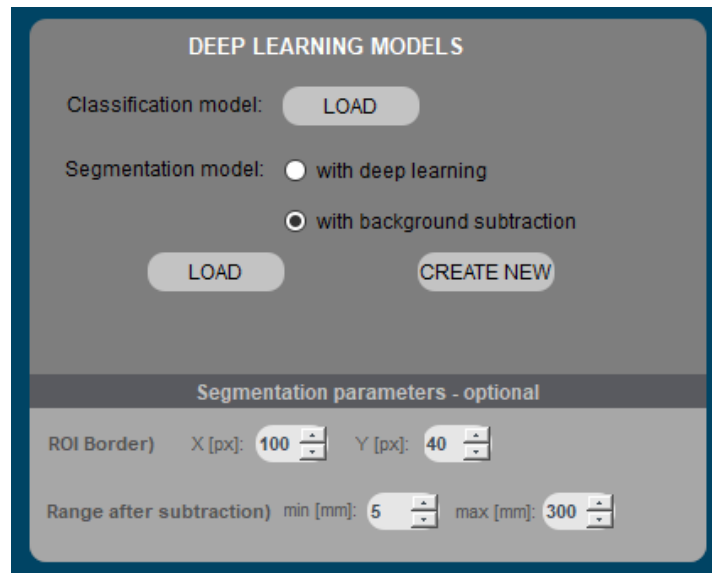 DEEP LEARNING MODELS
Classification model: LOAD
Segmentation model: with deep learning
with background subtraction
LOAD CREATE NEW
Segmentation parameters - optional
ROI Border) X [px]: 100 Y [px]: 40
Range after subtraction) min [mm]: 5 max [mm]: 300